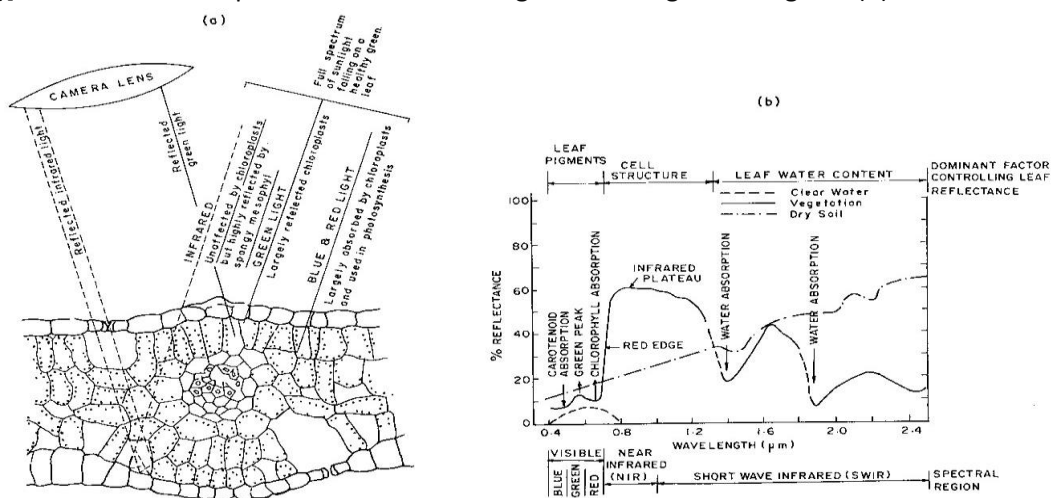 (a)
CAMERA LENS
Reflected infrared light
Reflected
green light
Full spectrum
of sunlight
falling on a
healthy green
leaf
INFRARED
Unaffected by chloroplasts
but highly reflected by
spongy mesophyl
GREEN LIGHT
Largely refelected chloroplasts
BLUE & RED LIGHT
Largely absorbed by chloroplasts
and used in photosynthesis
(b)
LEAF
PIGMENTS
CELL
STRUCTURE
LEAF WATER CONTENT
DOMINANT FACTOR
CONTROLLING LEAF
REFLECTANCE
Clear Water
Vegetation
Dry Soil
% REFLECTANCE
100
80
60
40
20
0
CAROTENOID
ABSORPTION
GREEN PEAK
CHLOROPHYLL ABSORPTION
RED EDGE
INFRARED
PLATEAU
WATER ABSORPTION
WATER ABSORPTION
0.4 0.8 1.2 1.6 2.0 2.4
WAVELENGTH (μm)
VISIBLE
BLUE
GREEN
RED
NEAR
INFRARED
(NIR)
SHORT WAVE INFRARED (SWIR)
SPECTRAL
REGION